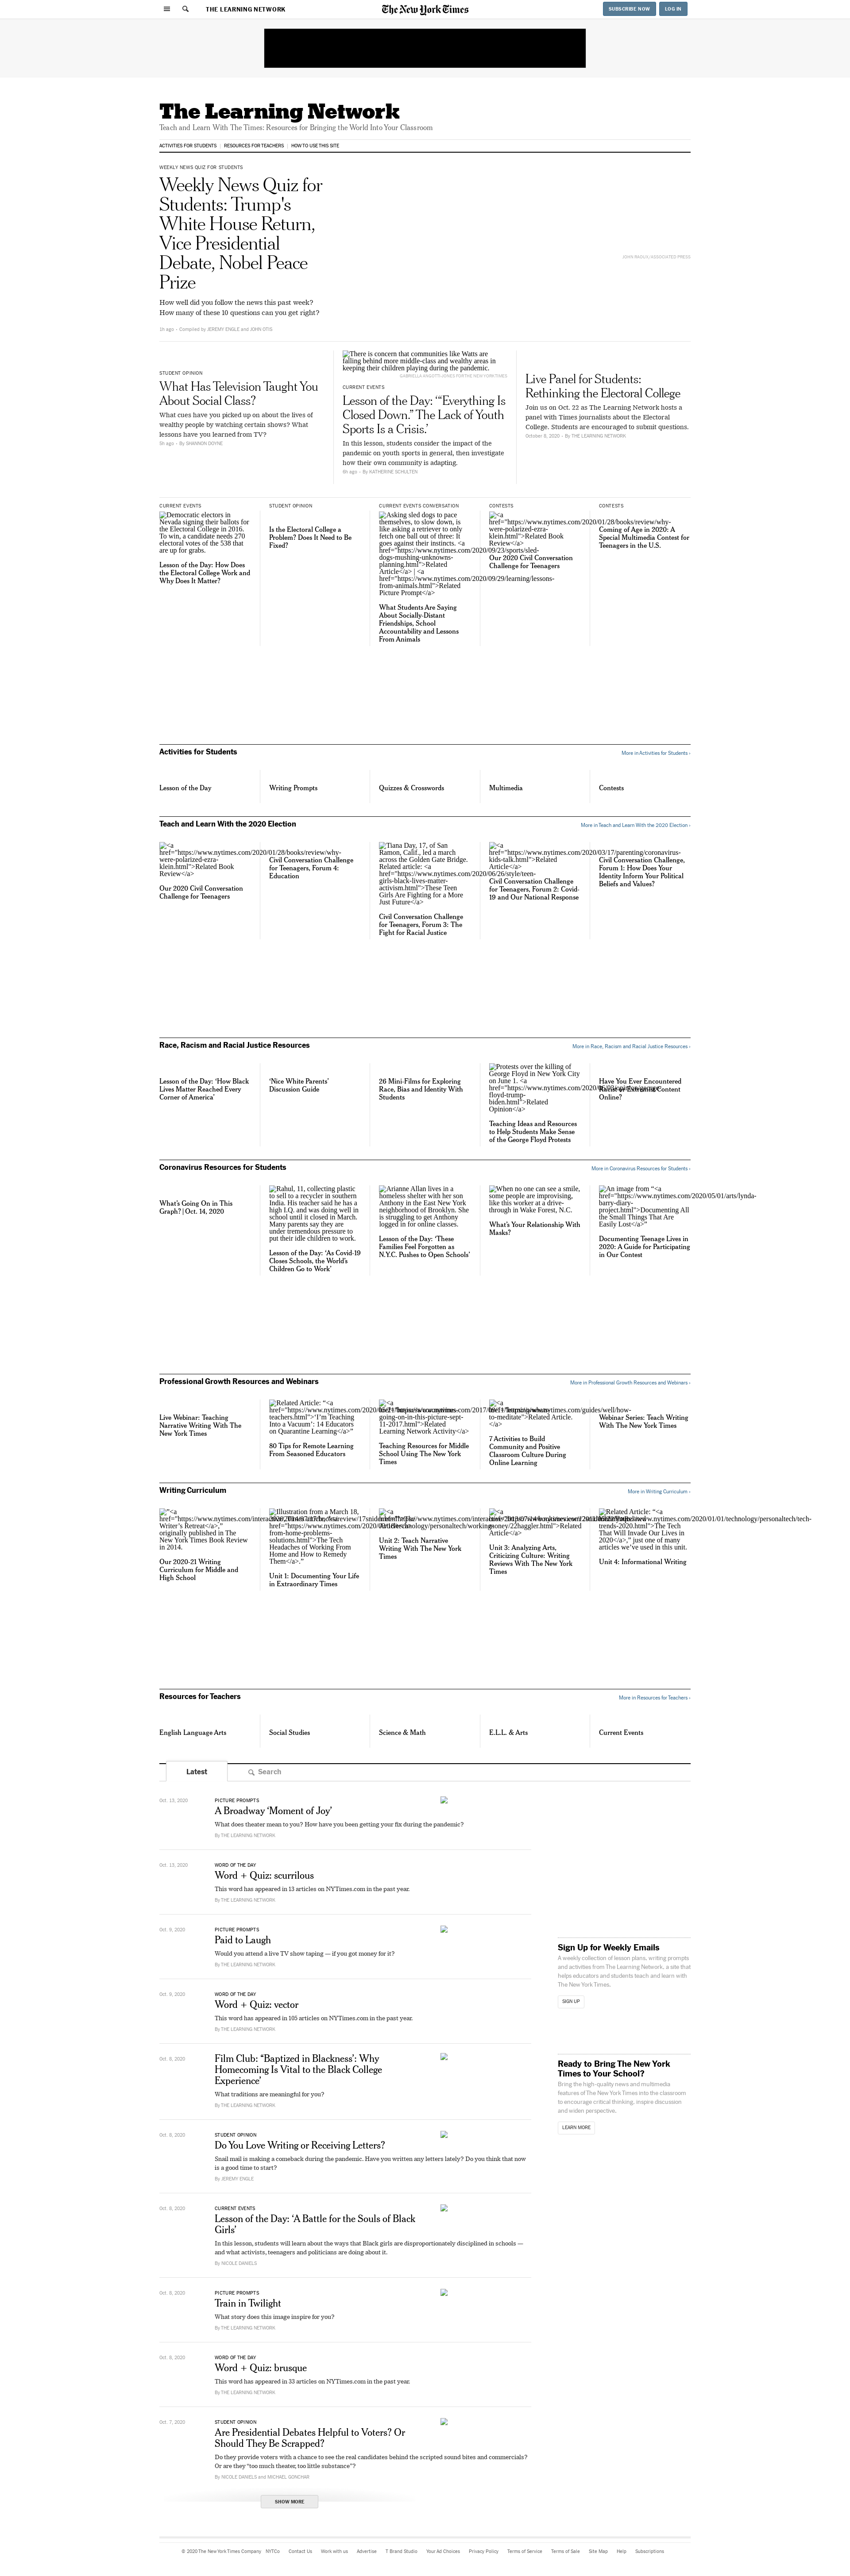 THE LEARNING NETWORK
The New York Times
SUBSCRIBE NOW
LOG IN
The Learning Network
Teach and Learn With The Times: Resources for Bringing the World Into Your Classroom
ACTIVITIES FOR STUDENTS | RESOURCES FOR TEACHERS | HOW TO USE THIS SITE
WEEKLY NEWS QUIZ FOR STUDENTS
Weekly News Quiz for
Students: Trump's
White House Return,
Vice Presidential
Debate, Nobel Peace
Prize
How well did you follow the news this past week?
How many of these 10 questions can you get right?
1h ago - Compiled by JEREMY ENGLE and JOHN OTIS
STUDENT OPINION
What Has Television Taught You
About Social Class?
What cues have you picked up on about the lives of
wealthy people by watching certain shows? What
lessons have you learned from TV?
5h ago - By SHANNON DOYNE
There is concern that communities like Watts are
falling behind more middle-class and wealthy areas in
keeping their children playing during the pandemic.
GABRIELLA ANGOTTI-JONES FOR THE NEW YORK TIMES
CURRENT EVENTS
Lesson of the Day: ‘“Everything Is
Closed Down.” The Lack of Youth
Sports Is a Crisis.’
In this lesson, students consider the impact of the
pandemic on youth sports in general, then investigate
how their own community is adapting.
6h ago - By KATHERINE SCHULTEN
Live Panel for Students:
Rethinking the Electoral College
Join us on Oct. 22 as The Learning Network hosts a
panel with Times journalists about the Electoral
College. Students are encouraged to submit questions.
October 8, 2020 - By THE LEARNING NETWORK
CURRENT EVENTS
Democratic electors in
Nevada signing their ballots
for the Electoral College in 2016.
To win, a candidate needs 270
electoral votes of the 538 that
are up for grabs.
Lesson of the Day: How Does
the Electoral College Work and
Why Does It Matter?
STUDENT OPINION
Is the Electoral College a
Problem? Does It Need to Be
Fixed?
CURRENT EVENTS CONVERSATION
Asking sled dogs to pace
themselves, to slow down, is
like asking a retriever to only
fetch one ball out of three: It
goes against their instincts. <a
href="https://www.nytimes.com/2020/09/23/sports/sled-
dogs-mushing-unknowns-
planning.html">Related
Article</a> | <a
href="https://www.nytimes.com/2020/09/29/learning/lessons-
from-animals.html">Related
Picture Prompt</a>
What Students Are Saying
About Socially-Distant
Friendships, School
Accountability and Lessons
From Animals
CONTESTS
<a
href="https://www.nytimes.com/2020/01/28/books/review/why-
were-polarized-ezra-
klein.html">Related Book
Review</a>
Our 2020 Civil Conversation
Challenge for Teenagers
CONTESTS
Coming of Age in 2020: A
Special Multimedia Contest for
Teenagers in the U.S.
Activities for Students
More in Activities for Students ›
Lesson of the Day
Writing Prompts
Quizzes & Crosswords
Multimedia
Contests
Teach and Learn With the 2020 Election
More in Teach and Learn With the 2020 Election ›
<a
href="https://www.nytimes.com/2020/01/28/books/review/why-
were-polarized-ezra-
klein.html">Related Book
Review</a>
Our 2020 Civil Conversation
Challenge for Teenagers
Civil Conversation Challenge
for Teenagers, Forum 4:
Education
Tiana Day, 17, of San
Ramon, Calif., led a march
across the Golden Gate Bridge.
Related article: <a
href="https://www.nytimes.com/2020/06/26/style/teen-
girls-black-lives-matter-
activism.html">These Teen
Girls Are Fighting for a More
Just Future</a>
Civil Conversation Challenge
for Teenagers, Forum 3: The
Fight for Racial Justice
<a
href="https://www.nytimes.com/2020/03/17/parenting/coronavirus-
kids-talk.html">Related
Article</a>
Civil Conversation Challenge
for Teenagers, Forum 2: Covid-
19 and Our National Response
Civil Conversation Challenge,
Forum 1: How Does Your
Identity Inform Your Political
Beliefs and Values?
Race, Racism and Racial Justice Resources
More in Race, Racism and Racial Justice Resources ›
Lesson of the Day: ‘How Black
Lives Matter Reached Every
Corner of America’
‘Nice White Parents’
Discussion Guide
26 Mini-Films for Exploring
Race, Bias and Identity With
Students
Protests over the killing of
George Floyd in New York City
on June 1. <a
floyd-trump-
biden.html">Related
Opinion</a>
Teaching Ideas and Resources
to Help Students Make Sense
of the George Floyd Protests
Have You Ever Encountered
Racist or Extremist Content
Online?
Coronavirus Resources for Students
More in Coronavirus Resources for Students ›
What’s Going On in This
Graph? | Oct. 14, 2020
Rahul, 11, collecting plastic
to sell to a recycler in southern
India. His teacher said he has a
high I.Q. and was doing well in
school until it closed in March.
Many parents say they are
under tremendous pressure to
put their idle children to work.
Lesson of the Day: ‘As Covid-19
Closes Schools, the World’s
Children Go to Work’
Arianne Allan lives in a
homeless shelter with her son
Anthony in the East New York
neighborhood of Brooklyn. She
is struggling to get Anthony
logged in for online classes.
Lesson of the Day: ‘These
Families Feel Forgotten as
N.Y.C. Pushes to Open Schools’
When no one can see a smile,
some people are improvising,
like this worker at a drive-
through in Wake Forest, N.C.
What’s Your Relationship With
Masks?
An image from “<a
href="https://www.nytimes.com/2020/05/01/arts/lynda-
barry-diary-
project.html">Documenting All
the Small Things That Are
Easily Lost</a>”
Documenting Teenage Lives in
2020: A Guide for Participating
in Our Contest
Professional Growth Resources and Webinars
More in Professional Growth Resources and Webinars ›
Live Webinar: Teaching
Narrative Writing With The
New York Times
Related Article: “<a
teachers.html">‘I’m Teaching
Into a Vacuum’: 14 Educators
on Quarantine Learning</a>”
80 Tips for Remote Learning
From Seasoned Educators
<a
going-on-in-this-picture-sept-
11-2017.html">Related
Learning Network Activity</a>
Teaching Resources for Middle
School Using The New York
Times
<a
to-meditate">Related Article.
</a>
7 Activities to Build
Community and Positive
Classroom Culture During
Online Learning
Webinar Series: Teach Writing
With The New York Times
Writing Curriculum
More in Writing Curriculum ›
“<a
Writer’s Retreat</a>,”
originally published in The
New York Times Book Review
in 2014.
Our 2020-21 Writing
Curriculum for Middle and
High School
Illustration from a March 18,
from-home-problems-
solutions.html">The Tech
Headaches of Working From
Home and How to Remedy
Them</a>.”
Unit 1: Documenting Your Life
in Extraordinary Times
<a
Unit 2: Teach Narrative
Writing With The New York
Times
<a
money/22haggler.html">Related
Article</a>
Unit 3: Analyzing Arts,
Criticizing Culture: Writing
Reviews With The New York
Times
Related Article: “<a
trends-2020.html">The Tech
That Will Invade Our Lives in
2020</a>,” just one of many
articles we’ve used in this unit.
Unit 4: Informational Writing
Resources for Teachers
More in Resources for Teachers ›
English Language Arts
Social Studies
Science & Math
E.L.L. & Arts
Current Events
Latest
Search
Oct. 13, 2020
PICTURE PROMPTS
A Broadway ‘Moment of Joy’
What does theater mean to you? How have you been getting your fix during the pandemic?
By THE LEARNING NETWORK
Oct. 13, 2020
WORD OF THE DAY
Word + Quiz: scurrilous
This word has appeared in 13 articles on NYTimes.com in the past year.
By THE LEARNING NETWORK
Oct. 9, 2020
PICTURE PROMPTS
Paid to Laugh
Would you attend a live TV show taping — if you got money for it?
By THE LEARNING NETWORK
Oct. 9, 2020
WORD OF THE DAY
Word + Quiz: vector
This word has appeared in 105 articles on NYTimes.com in the past year.
By THE LEARNING NETWORK
Oct. 8, 2020
Film Club: “Baptized in Blackness’: Why
Homecoming Is Vital to the Black College
Experience’
What traditions are meaningful for you?
By THE LEARNING NETWORK
Oct. 8, 2020
STUDENT OPINION
Do You Love Writing or Receiving Letters?
Snail mail is making a comeback during the pandemic. Have you written any letters lately? Do you think that now
is a good time to start?
By JEREMY ENGLE
Oct. 8, 2020
CURRENT EVENTS
Lesson of the Day: ‘A Battle for the Souls of Black
Girls’
In this lesson, students will learn about the ways that Black girls are disproportionately disciplined in schools —
and what activists, teenagers and politicians are doing about it.
By NICOLE DANIELS
Oct. 8, 2020
PICTURE PROMPTS
Train in Twilight
What story does this image inspire for you?
By THE LEARNING NETWORK
Oct. 8, 2020
WORD OF THE DAY
Word + Quiz: brusque
This word has appeared in 33 articles on NYTimes.com in the past year.
By THE LEARNING NETWORK
Oct. 7, 2020
STUDENT OPINION
Are Presidential Debates Helpful to Voters? Or
Should They Be Scrapped?
Do they provide voters with a chance to see the real candidates behind the scripted sound bites and commercials?
Or are they “too much theater, too little substance”?
By NICOLE DANIELS and MICHAEL GONCHAR
SHOW MORE
Sign Up for Weekly Emails
A weekly collection of lesson plans, writing prompts
and activities from The Learning Network, a site that
helps educators and students teach and learn with
The New York Times.
SIGN UP
Ready to Bring The New York
Times to Your School?
Bring the high-quality news and multimedia
features of The New York Times into the classroom
to encourage critical thinking, inspire discussion
and widen perspective.
LEARN MORE
© 2020 The New York Times Company
NYTCo
Contact Us
Work with us
Advertise
T Brand Studio
Your Ad Choices
Privacy Policy
Terms of Service
Terms of Sale
Site Map
Help
Subscriptions